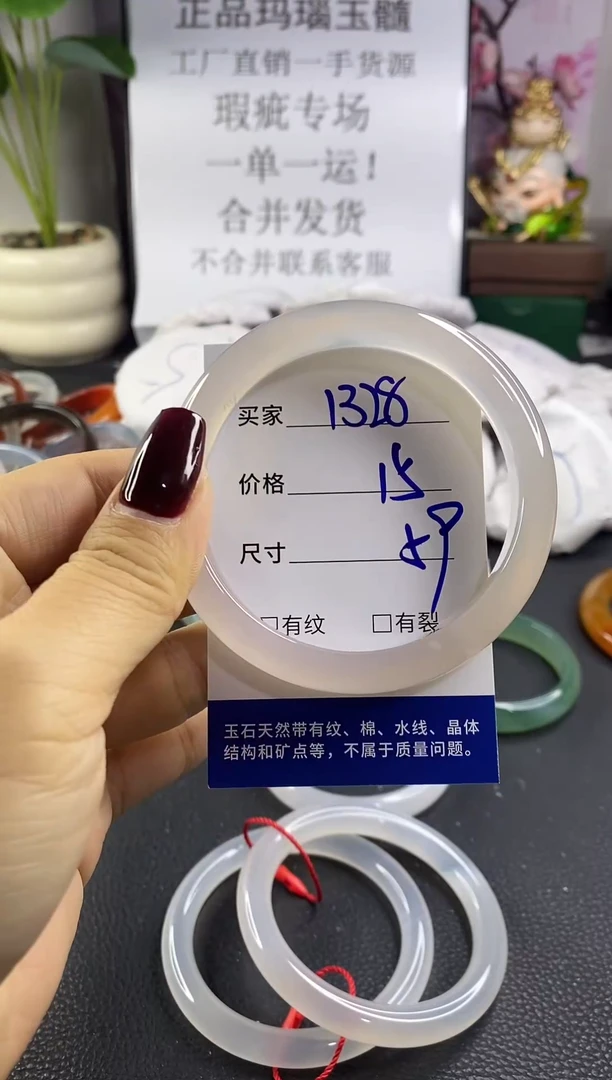 正品玛瑙玉髓
工厂直销一手货源
瑕疵专场
一单一运!
合并发货
不合并联系客服
买家 1328
价格 15
尺寸 59
□有纹 □有裂
玉石天然带有纹、棉、水线、晶体
结构和矿点等，不属于质量问题。